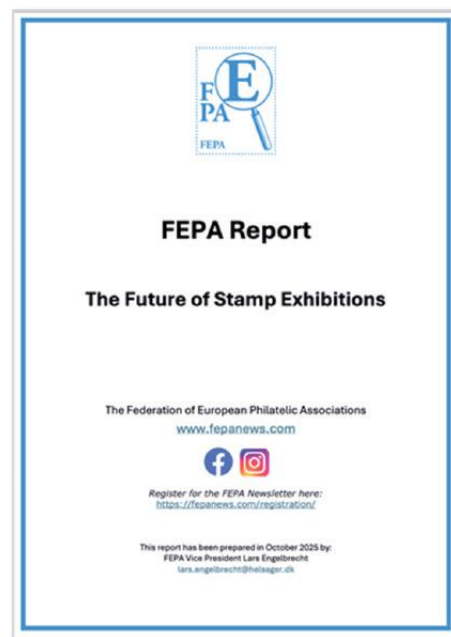 F E
PA
FEPA
FEPA Report
The Future of Stamp Exhibitions
The Federation of European Philatelic Associations
www.fepanews.com
Register for the FEPA Newsletter here:
https://fepanews.com/registration/
This report has been prepared in October 2025 by:
FEPA Vice President Lars Engelbrecht
lars.engelbrecht@helsager.dk